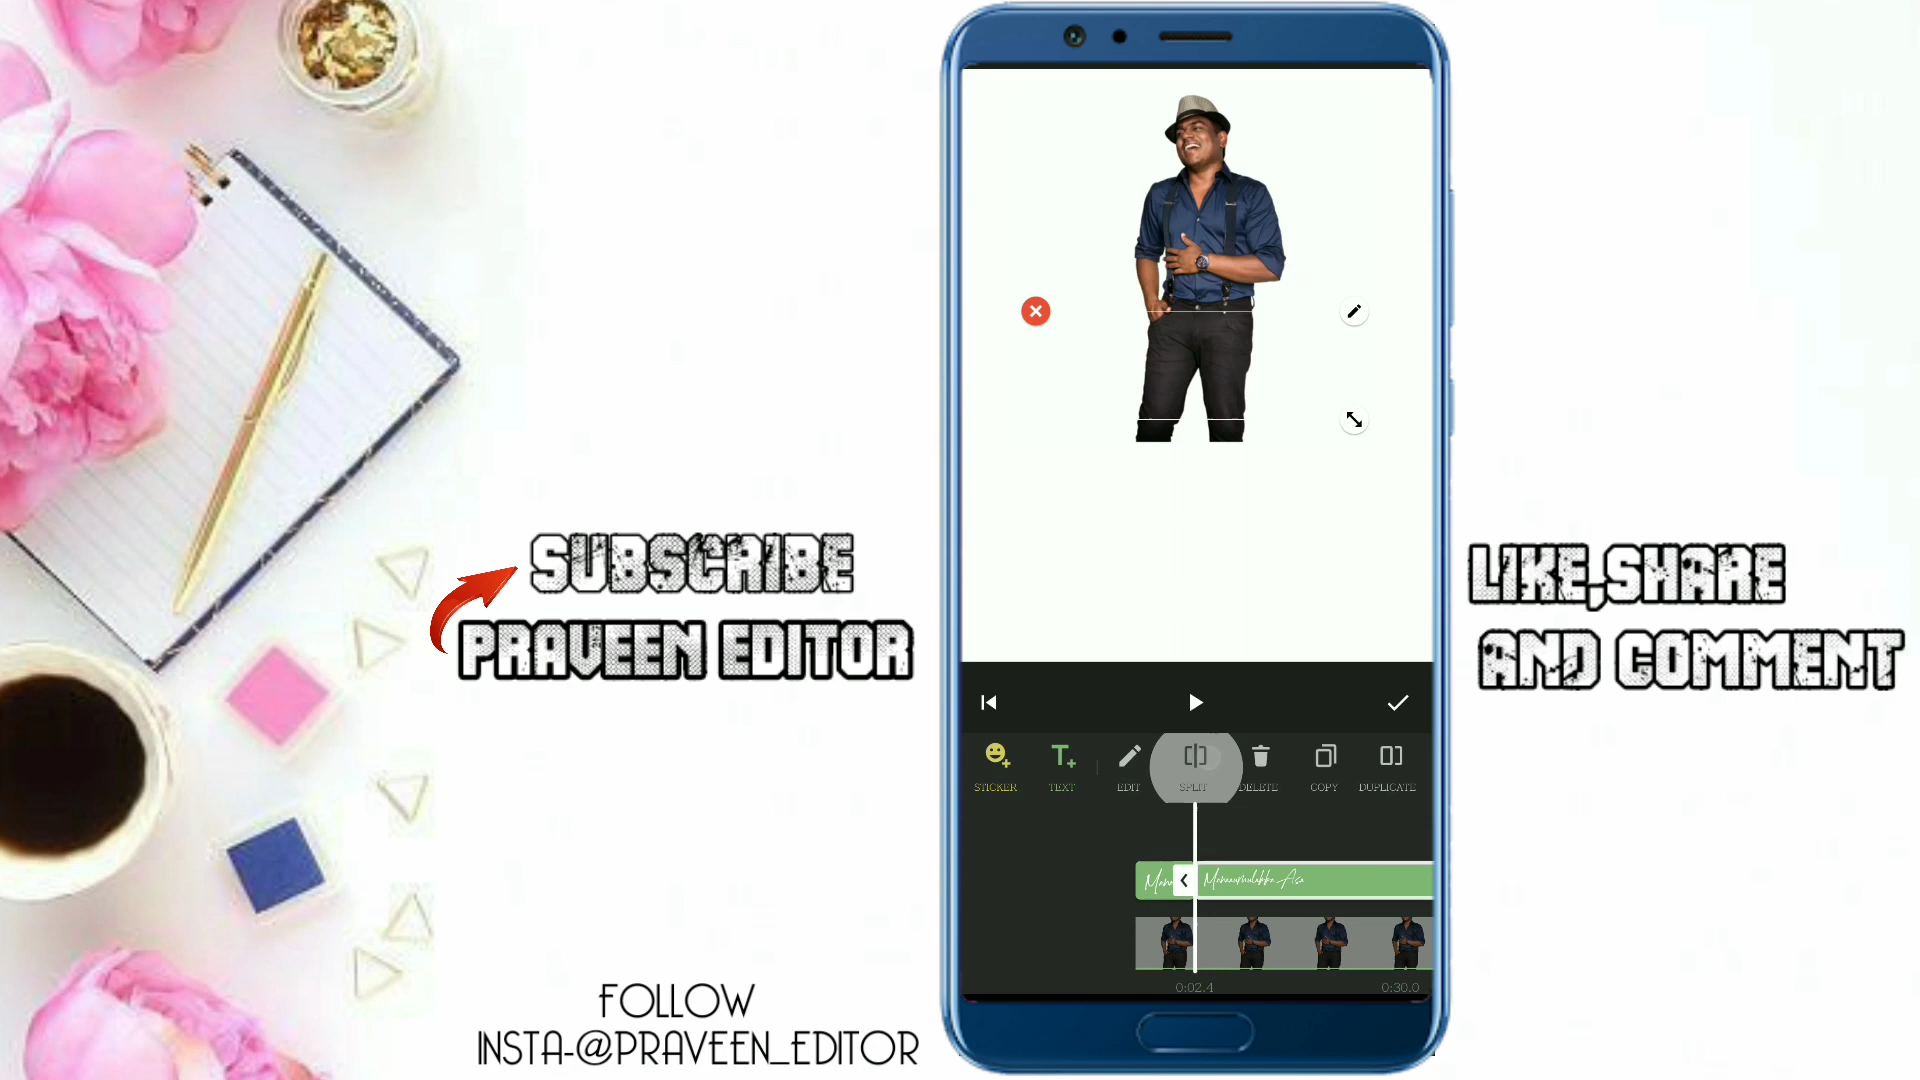 SUBSCRIBE
PRAVEEN EDITOR
FOLLOW
INSTA-@PRAVEEN_EDITOR
STICKER
TEXT
EDIT
SPLIT
DELETE
COPY
DUPLICATE
0:02.4
0:30.0
LIKE,SHARE
AND COMMENT